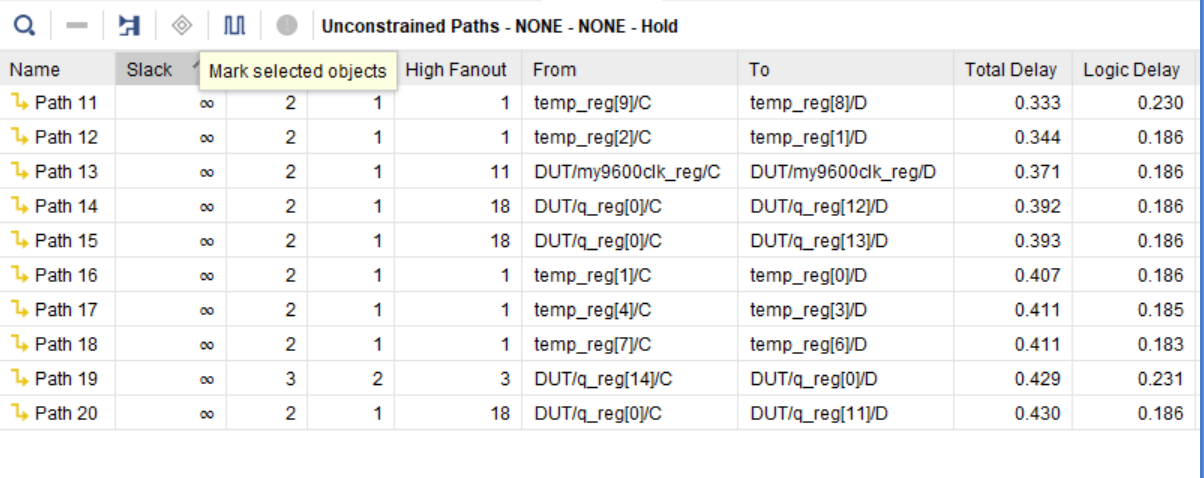 Unconstrained Paths - NONE - NONE - Hold
Name Slack Mark selected objects High Fanout From To Total Delay Logic Delay
Path 11 ∞ 2 1 1 temp_reg[9]/C temp_reg[8]/D 0.333 0.230
Path 12 ∞ 2 1 1 temp_reg[2]/C temp_reg[1]/D 0.344 0.186
Path 13 ∞ 2 1 11 DUT/my9600clk_reg/C DUT/my9600clk_reg/D 0.371 0.186
Path 14 ∞ 2 1 18 DUT/q_reg[0]/C DUT/q_reg[12]/D 0.392 0.186
Path 15 ∞ 2 1 18 DUT/q_reg[0]/C DUT/q_reg[13]/D 0.393 0.186
Path 16 ∞ 2 1 1 temp_reg[1]/C temp_reg[0]/D 0.407 0.186
Path 17 ∞ 2 1 1 temp_reg[4]/C temp_reg[3]/D 0.411 0.185
Path 18 ∞ 2 1 1 temp_reg[7]/C temp_reg[6]/D 0.411 0.183
Path 19 ∞ 3 2 3 DUT/q_reg[14]/C DUT/q_reg[0]/D 0.429 0.231
Path 20 ∞ 2 1 18 DUT/q_reg[0]/C DUT/q_reg[11]/D 0.430 0.186